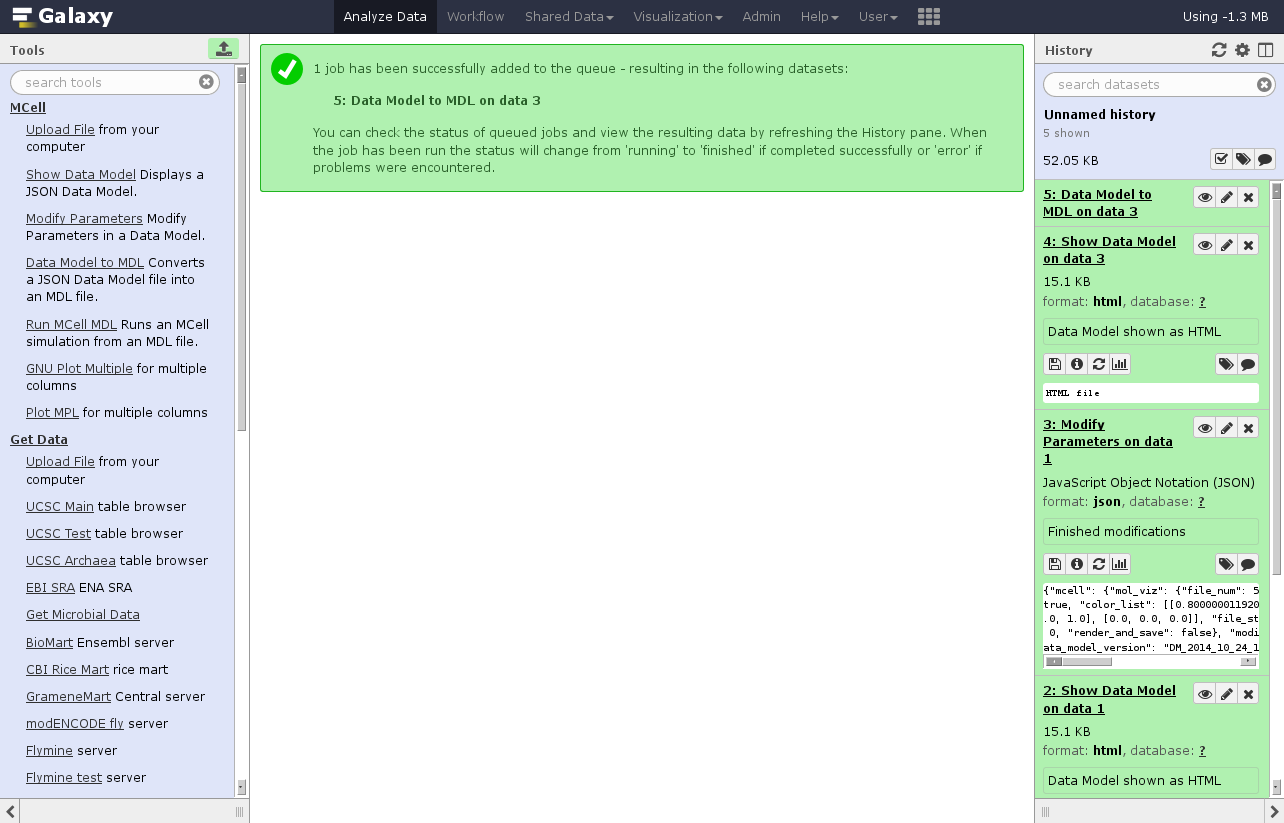 Galaxy
Analyze Data
Workflow
Shared Data
Visualization
Admin
Help
User
Using -1.3 MB
Tools
search tools
MCell
Upload File from your
computer
Show Data Model Displays a
JSON Data Model.
Modify Parameters Modify
Parameters in a Data Model.
Data Model to MDL Converts
a JSON Data Model file into
an MDL file.
Run MCell MDL Runs an MCell
simulation from an MDL file.
GNU Plot Multiple for multiple
columns
Plot MPL for multiple columns
Get Data
Upload File from your
computer
UCSC Main table browser
UCSC Test table browser
UCSC Archaea table browser
EBI SRA ENA SRA
Get Microbial Data
BioMart Ensembl server
CBI Rice Mart rice mart
GrameneMart Central server
modENCODE fly server
Flymine server
Flymine test server
1 job has been successfully added to the queue - resulting in the following datasets:
5: Data Model to MDL on data 3
You can check the status of queued jobs and view the resulting data by refreshing the History pane. When
the job has been run the status will change from 'running' to 'finished' if completed successfully or 'error' if
problems were encountered.
History
search datasets
Unnamed history
5 shown
52.05 KB
5: Data Model to
MDL on data 3
4: Show Data Model
on data 3
15.1 KB
format: html, database: ?
Data Model shown as HTML
HTML file
3: Modify
Parameters on data
1
JavaScript Object Notation (JSON)
format: json, database: ?
Finished modifications
{"mcell": {"mol_viz": {"file_num": 5
true, "color_list": [[0.800000011920
.0, 1.0], [0.0, 0.0, 0.0]], "file_st
0, "render_and_save": false}, "modi
ata_model_version": "DM_2014_10_24_1
2: Show Data Model
on data 1
15.1 KB
format: html, database: ?
Data Model shown as HTML